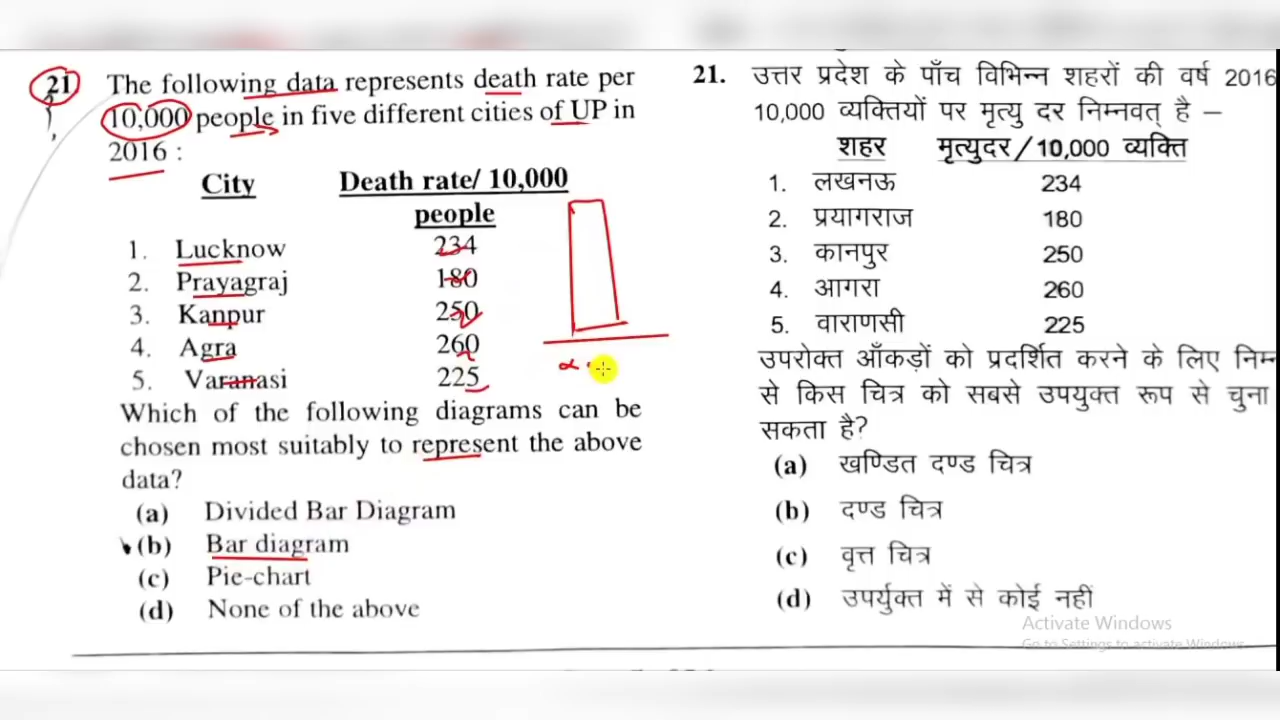 21 The following data represents death rate per
10,000 people in five different cities of UP in
2016 :
City Death rate/ 10,000
people
1. Lucknow 234
2. Prayagraj 180
3. Kanpur 250
4. Agra 260
5. Varanasi 225
Which of the following diagrams can be
chosen most suitably to represent the above
data?
(a) Divided Bar Diagram
(b) Bar diagram
(c) Pie-chart
(d) None of the above
21. उत्तर प्रदेश के पाँच विभिन्न शहरों की वर्ष 2016
10,000 व्यक्तियों पर मृत्यु दर निम्नवत् है –
शहर मृत्युदर / 10,000 व्यक्ति
1. लखनऊ 234
2. प्रयागराज 180
3. कानपुर 250
4. आगरा 260
5. वाराणसी 225
उपरोक्त आँकड़ों को प्रदर्शित करने के लिए निम्न
से किस चित्र को सबसे उपयुक्त रूप से चुना
सकता है?
(a) खण्डित दण्ड चित्र
(b) दण्ड चित्र
(c) वृत्त चित्र
(d) उपर्युक्त में से कोई नहीं
Activate Windows
Go to Settings to activate Windows.